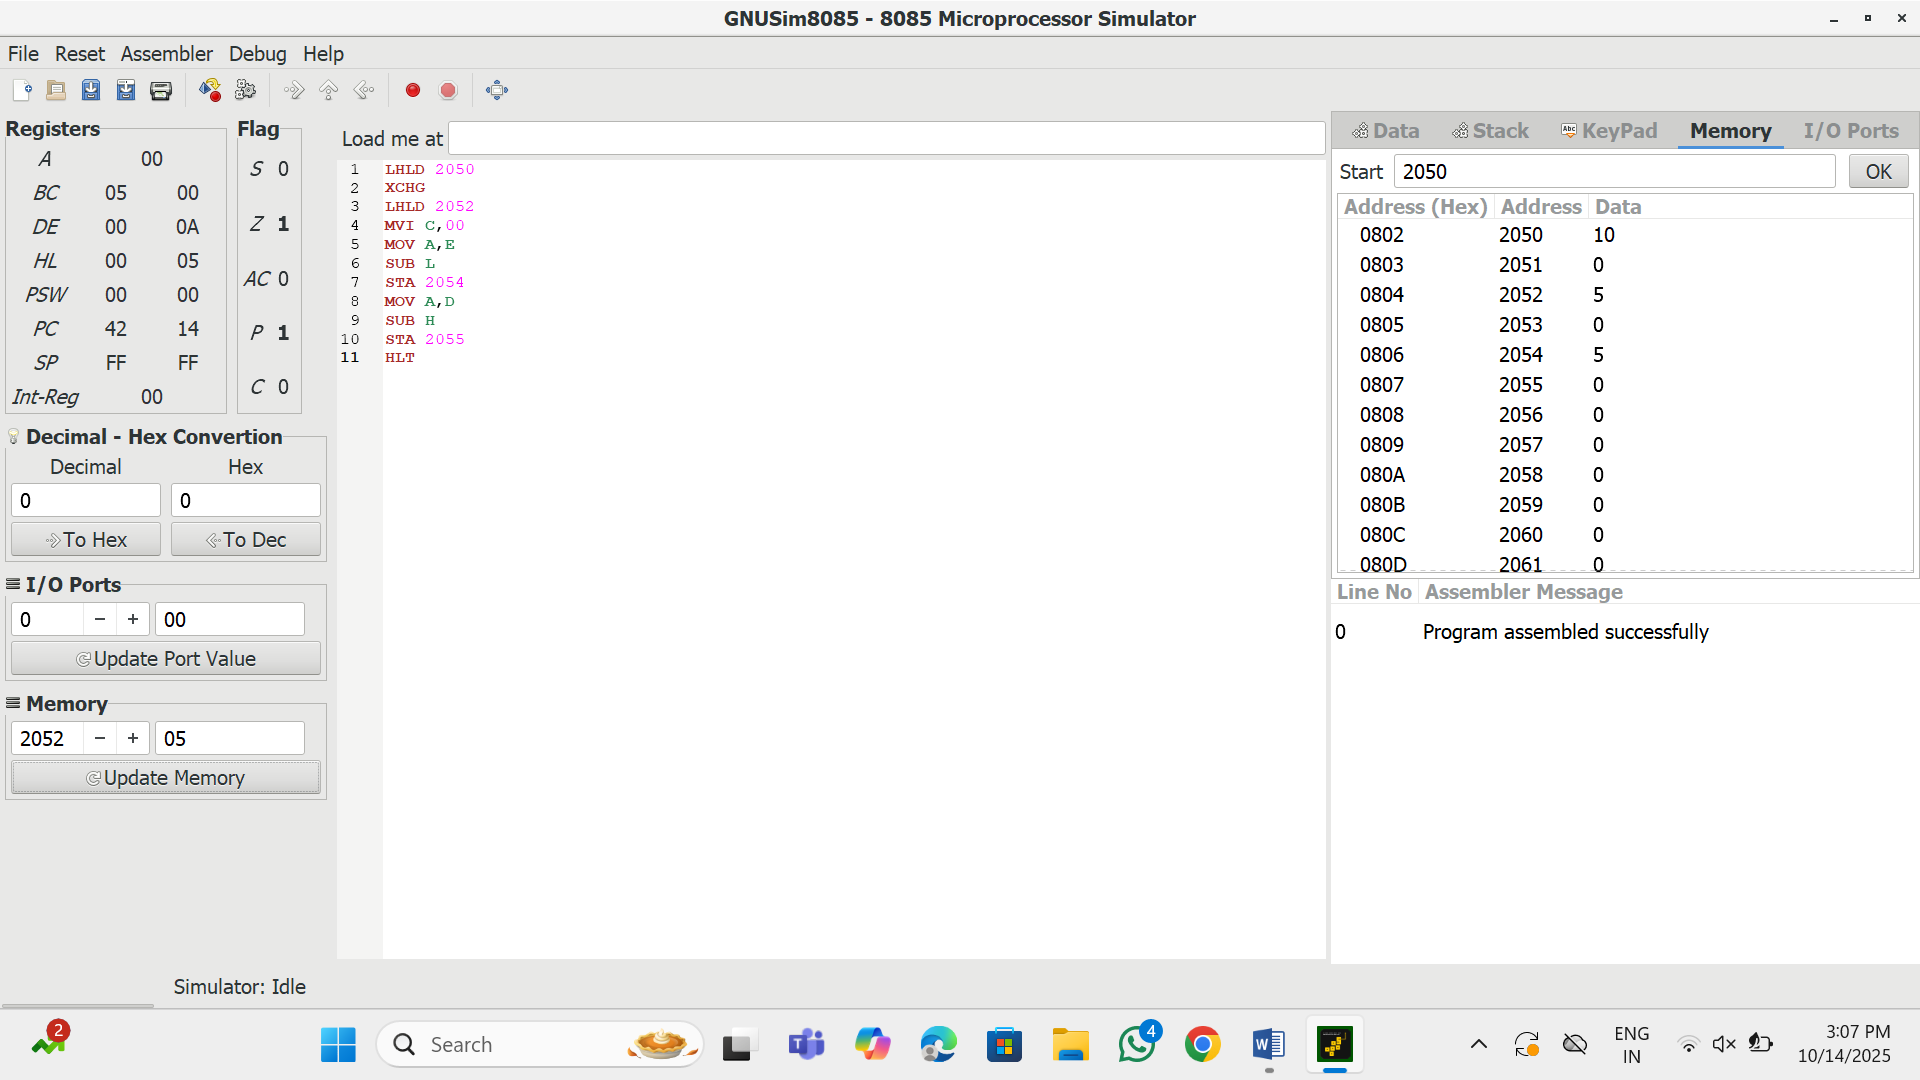 GNUSim8085 - 8085 Microprocessor Simulator
File Reset Assembler Debug Help
Registers
A 00
BC 05 00
DE 00 0A
HL 00 05
PSW 00 00
PC 42 14
SP FF FF
Int-Reg 00
Flag
S 0
Z 1
AC 0
P 1
C 0
Decimal - Hex Convertion
Decimal Hex
0 0
To Hex To Dec
I/O Ports
0 − + 00
Update Port Value
Memory
2052 − + 05
Update Memory
Load me at
1 LHLD 2050
2 XCHG
3 LHLD 2052
4 MVI C,00
5 MOV A,E
6 SUB L
7 STA 2054
8 MOV A,D
9 SUB H
10 STA 2055
11 HLT
Data Stack Abc KeyPad Memory I/O Ports
Start 2050 OK
Address (Hex) Address Data
0802 2050 10
0803 2051 0
0804 2052 5
0805 2053 0
0806 2054 5
0807 2055 0
0808 2056 0
0809 2057 0
080A 2058 0
080B 2059 0
080C 2060 0
080D 2061 0
Line No Assembler Message
0 Program assembled successfully
Simulator: Idle
2
Search
4
ENG
IN
3:07 PM
10/14/2025